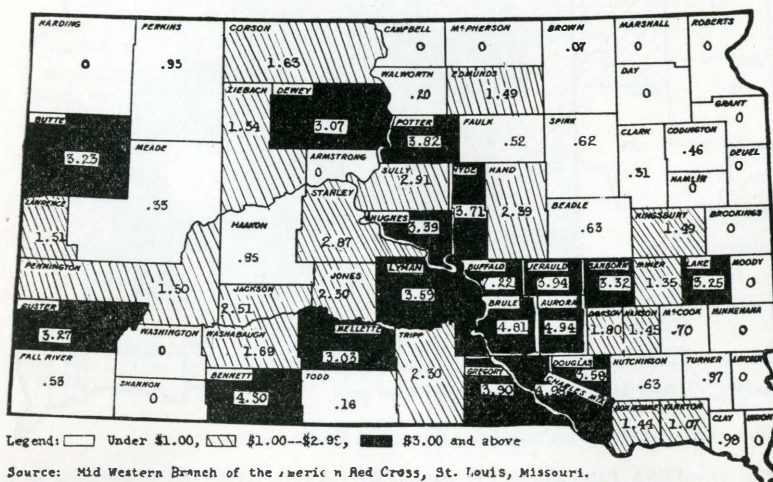 HARDING 0
PERKINS .95
CORSON 1.63
CAMPBELL 0
McPHERSON 0
BROWN .07
MARSHALL 0
ROBERTS 0
WALWORTH .20
EDMUNDS 1.49
DAY 0
GRANT 0
ZIEBACH 1.54
DEWEY 3.07
POTTER 3.82
FAULK .52
SPINK .62
CLARK .31
CODINGTON .46
DEUEL 0
HAMLIN 0
BUTTE 3.23
MEADE .35
ARMSTRONG 0
SULLY 2.91
HYDE 3.71
HAND 2.39
BEADLE .63
KINGSBURY 1.49
BROOKINGS 0
LAWRENCE 1.51
HAAKON .85
STANLEY 2.87
HUGHES 3.39
PENNINGTON 1.50
JACKSON 2.51
JONES 2.30
LYMAN 3.59
BUFFALO 7.22
JERAULD 3.94
SANBORN 3.32
MINER 1.35
LAKE 3.25
MOODY 0
CUSTER 3.27
WASHINGTON 0
WASHABAUGH 1.69
MELLETTE 3.03
TRIPP 2.30
BRULE 4.81
AURORA 4.94
1.80
1.45
McCOOK .70
MINNEHAHA 0
FALL RIVER .53
SHANNON 0
BENNETT 4.30
TODD .16
GREGORY 3.90
CHARLES MIX
DOUGLAS
HUTCHINSON .63
TURNER .97
LINCOLN 0
BON HOMME 1.44
YANKTON 1.07
CLAY .98
UNION 0
Legend: Under $1.00, $1.00--$2.99, $3.00 and above
Source: Mid Western Branch of the Americ n Red Cross, St. Louis, Missouri.